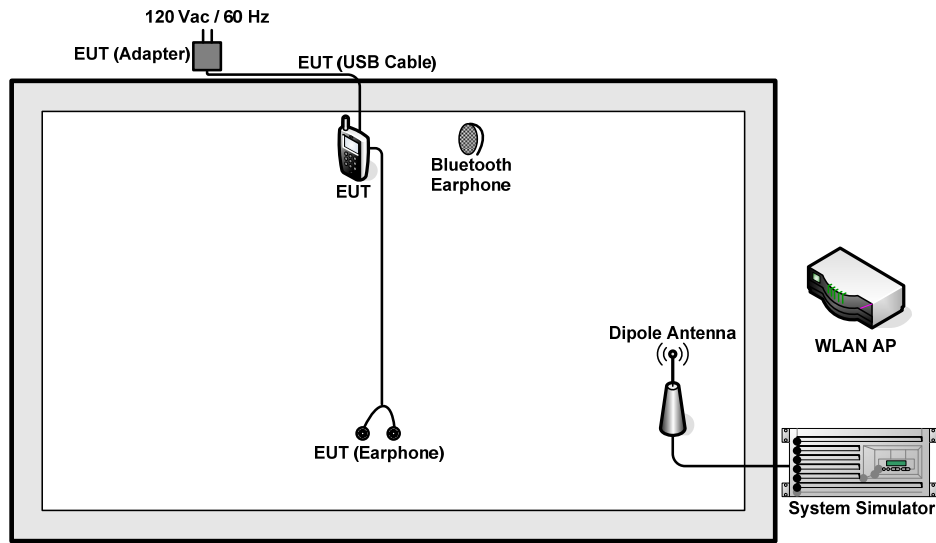 120 Vac / 60 Hz
EUT (Adapter)
EUT (USB Cable)
EUT
Bluetooth
Earphone
WLAN AP
Dipole Antenna
EUT (Earphone)
System Simulator